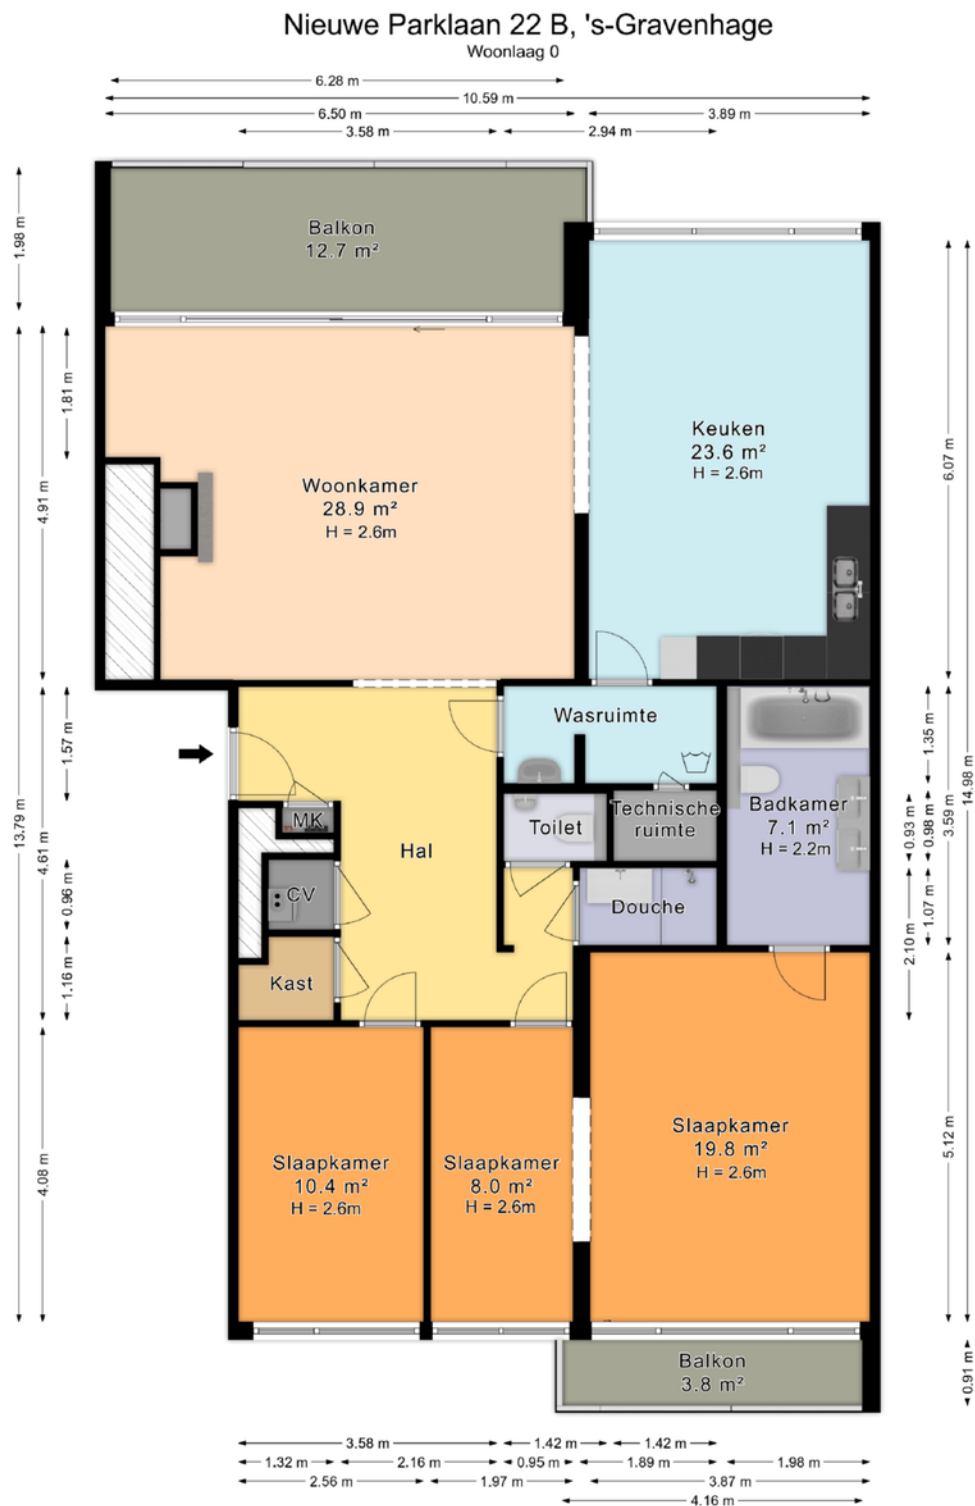 Nieuwe Parklaan 22 B, 's-Gravenhage
Woonlaag 0
6.28 m
10.59 m
6.50 m
3.89 m
3.58 m
2.94 m
1.98 m
Balkon
12.7 m²
13.79 m
4.91 m
1.81 m
Woonkamer
28.9 m²
H = 2.6m
Keuken
23.6 m²
H = 2.6m
6.07 m
14.98 m
4.61 m
1.57 m
0.96 m
1.16 m
MK
CV
Kast
Hal
Wasruimte
Toilet
Technische
ruimte
Douche
Badkamer
7.1 m²
H = 2.2m
1.35 m
0.93 m
0.98 m
3.59 m
1.07 m
2.10 m
4.08 m
Slaapkamer
10.4 m²
H = 2.6m
Slaapkamer
8.0 m²
H = 2.6m
Slaapkamer
19.8 m²
H = 2.6m
5.12 m
Balkon
3.8 m²
0.91 m
3.58 m
1.42 m
1.42 m
1.32 m
2.16 m
0.95 m
1.89 m
1.98 m
2.56 m
1.97 m
3.87 m
4.16 m